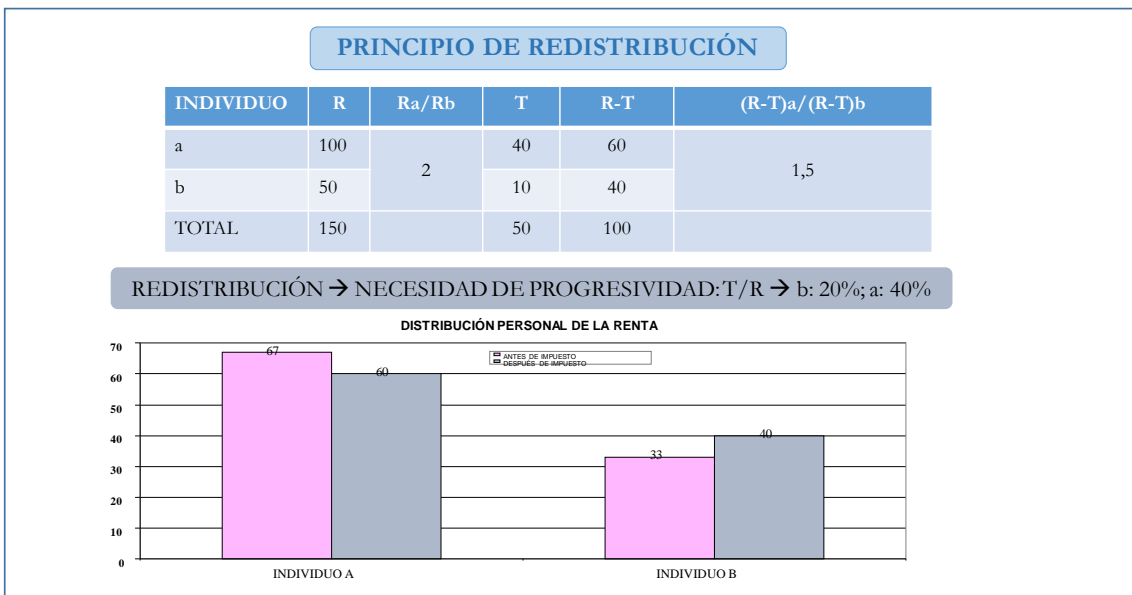 PRINCIPIO DE REDISTRIBUCIÓN
INDIVIDUO R Ra/Rb T R-T (R-T)a/(R-T)b
a 100 40 60
2 1,5
b 50 10 40
TOTAL 150 50 100
REDISTRIBUCIÓN → NECESIDAD DE PROGRESIVIDAD: T/R → b: 20%; a: 40%
DISTRIBUCIÓN PERSONAL DE LA RENTA
70
67
ANTES DE IMPUESTO
DESPUÉS DE IMPUESTO
60
60
50
40
40
33
30
20
10
0
INDIVIDUO A INDIVIDUO B